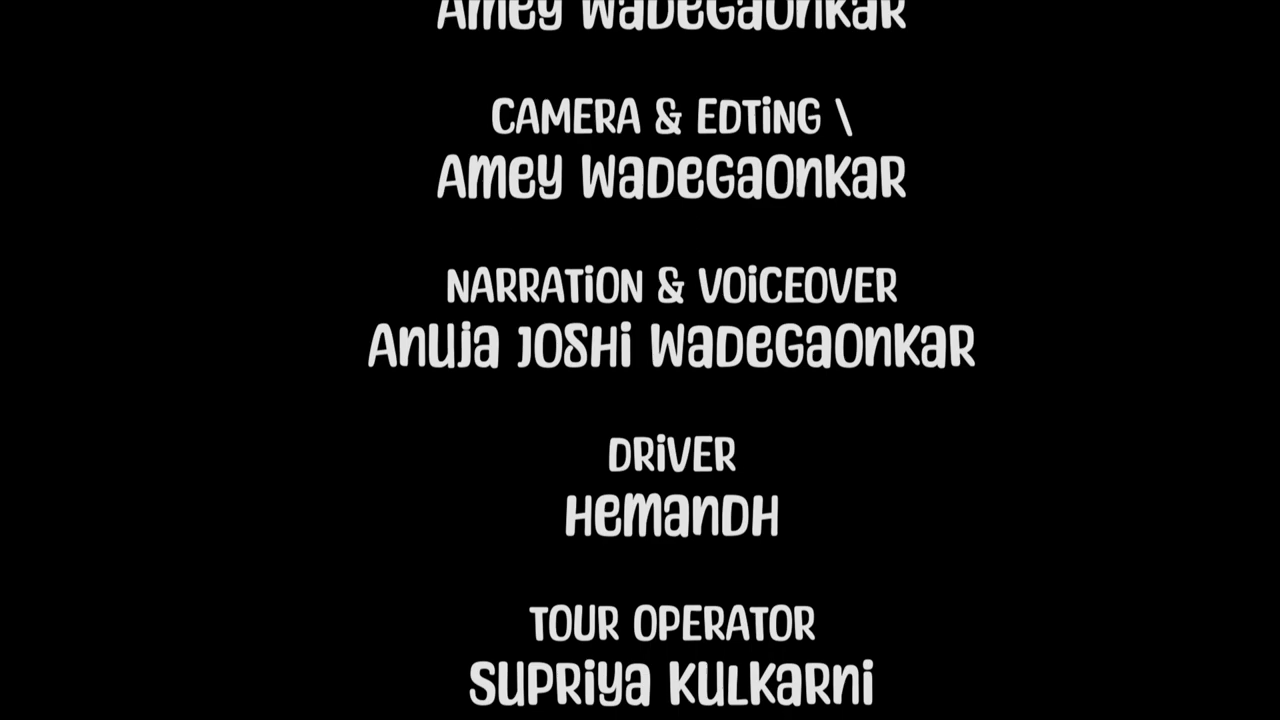 Amey Wadegaonkar
CAMERA & EDTiNG \
Amey Wadegaonkar
NARRATiON & VOiCEOVER
Anuja Joshi Wadegaonkar
DRiVER
Hemandh
TOUR OPERATOR
Supriya Kulkarni